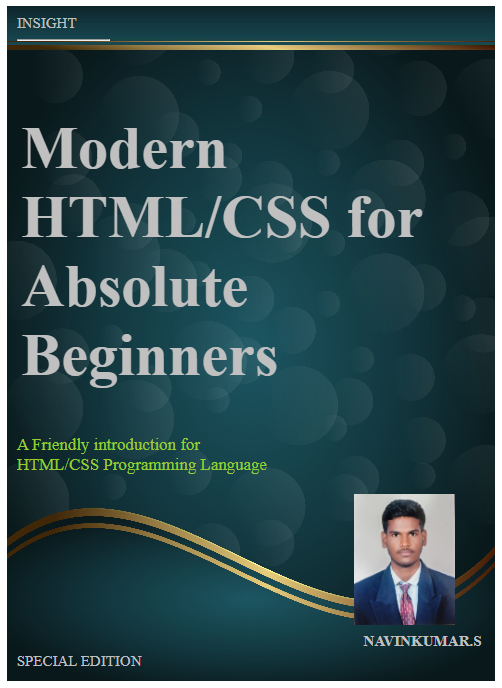 INSIGHT
Modern
HTML/CSS for
Absolute
Beginners
A Friendly introduction for
HTML/CSS Programming Language
NAVINKUMAR.S
SPECIAL EDITION